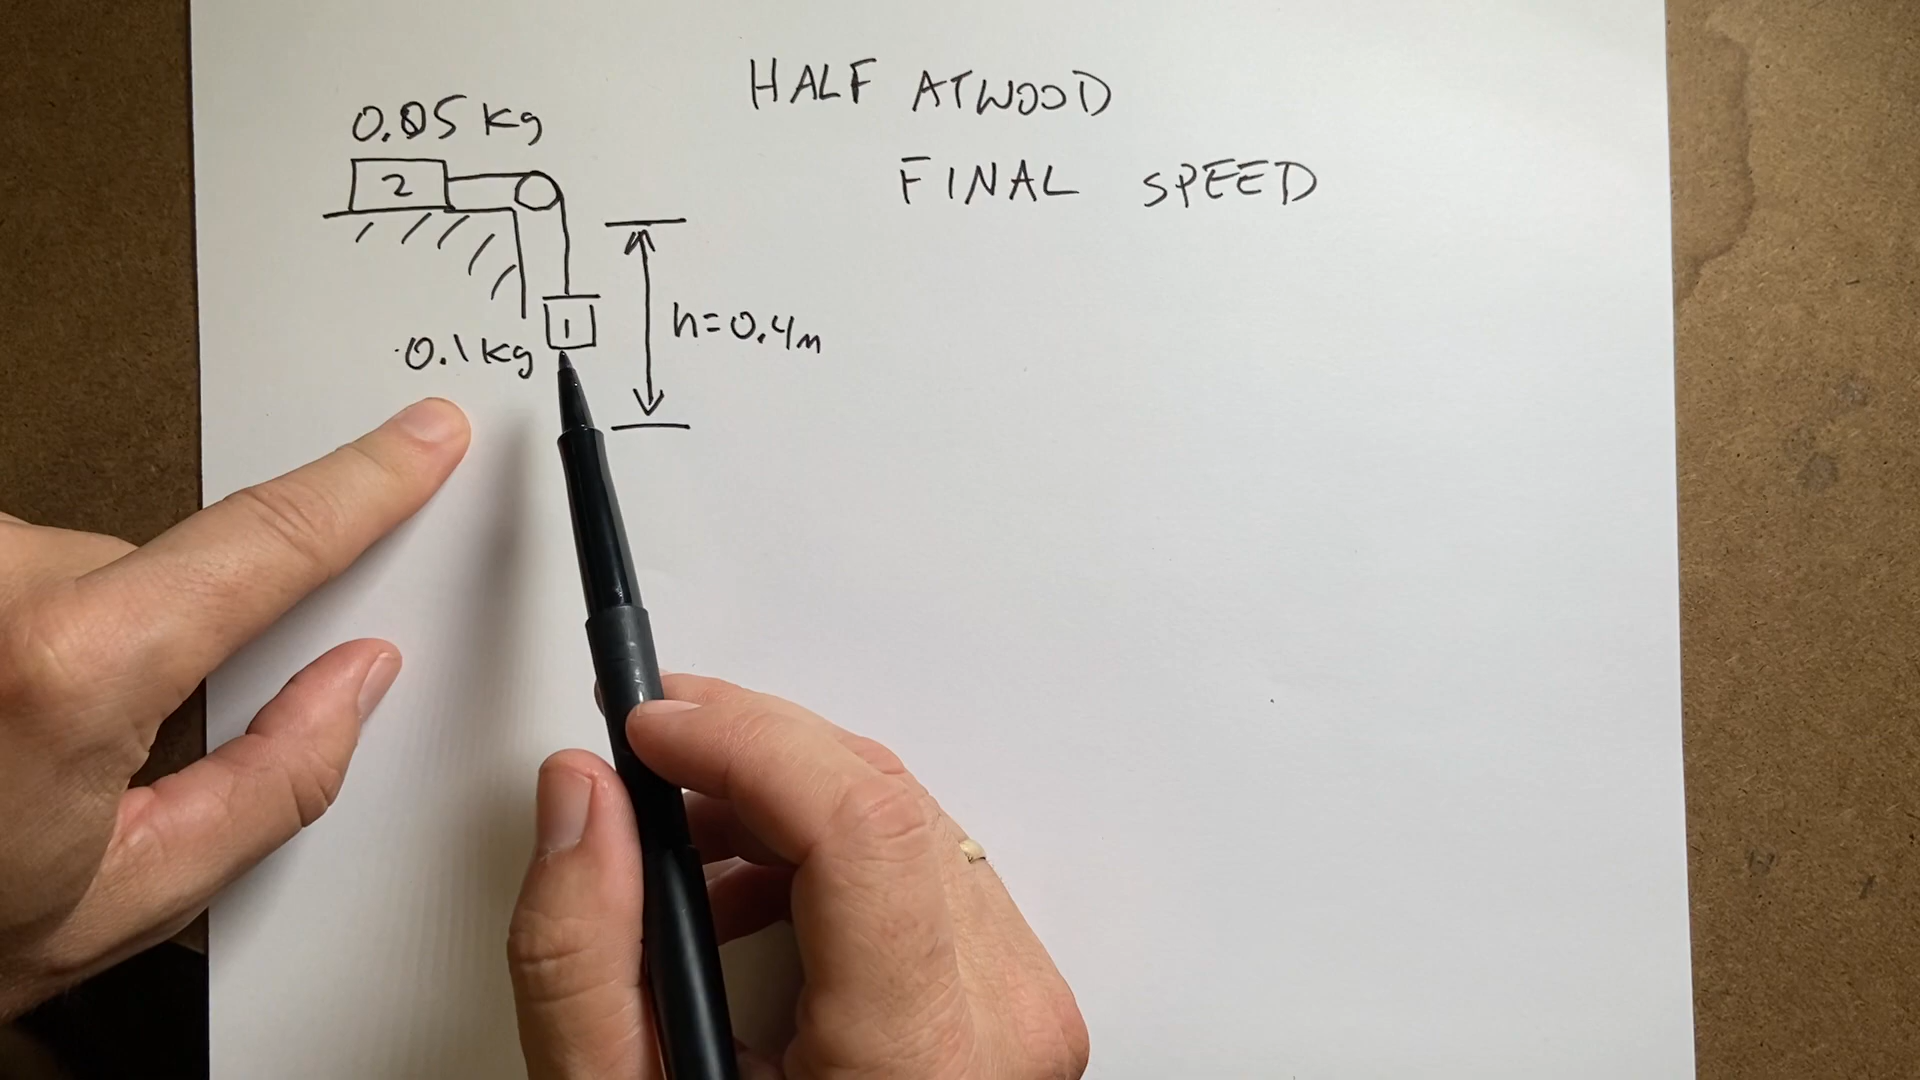 HALF ATWOOD
FINAL SPEED
0.05 kg
2
1
0.1 kg
h=0.4m